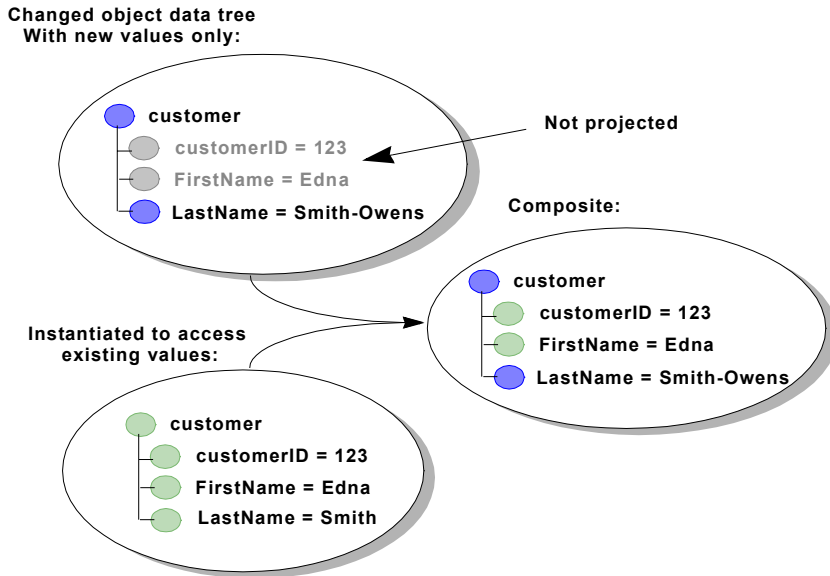 Changed object data tree
With new values only:
customer
customerID = 123
FirstName = Edna
LastName = Smith-Owens
Not projected
Composite:
customer
customerID = 123
FirstName = Edna
LastName = Smith-Owens
Instantiated to access
existing values:
customer
customerID = 123
FirstName = Edna
LastName = Smith